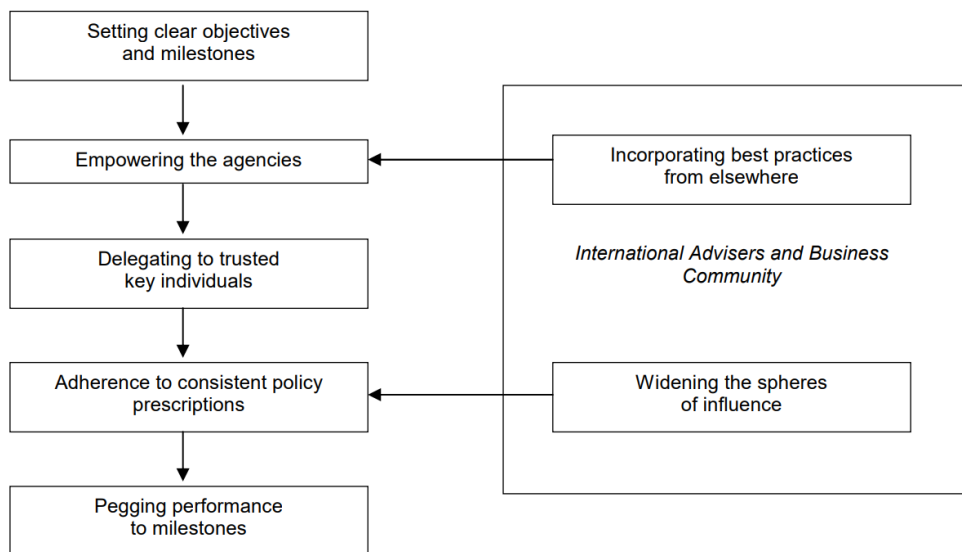 Setting clear objectives
and milestones
Empowering the agencies
Incorporating best practices
from elsewhere
Delegating to trusted
key individuals
International Advisers and Business
Community
Adherence to consistent policy
prescriptions
Widening the spheres
of influence
Pegging performance
to milestones